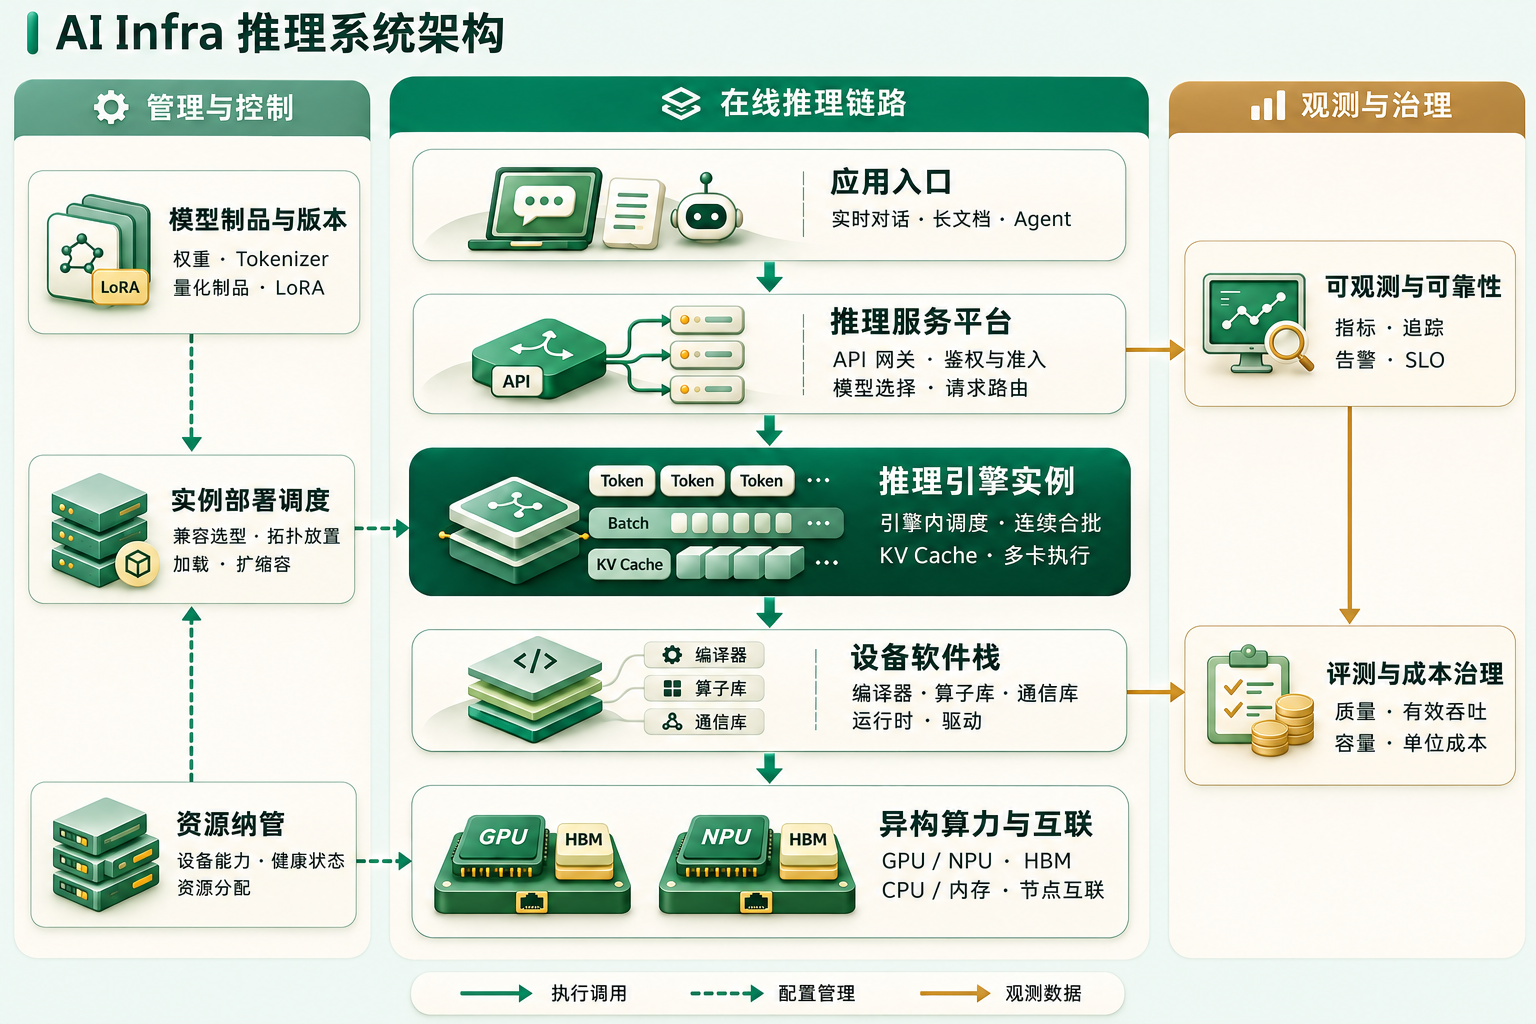 AI Infra 推理系统架构
管理与控制
模型制品与版本
权重 · Tokenizer
量化制品 · LoRA
LoRA
实例部署调度
兼容选型 · 拓扑放置
加载 · 扩缩容
资源纳管
设备能力 · 健康状态
资源分配
在线推理链路
应用入口
实时对话 · 长文档 · Agent
API
推理服务平台
API 网关 · 鉴权与准入
模型选择 · 请求路由
Token Token Token ···
Batch ···
KV Cache ···
推理引擎实例
引擎内调度 · 连续合批
KV Cache · 多卡执行
</>
编译器
算子库
通信库
设备软件栈
编译器 · 算子库 · 通信库
运行时 · 驱动
GPU HBM
NPU HBM
异构算力与互联
GPU / NPU · HBM
CPU / 内存 · 节点互联
观测与治理
可观测与可靠性
指标 · 追踪
告警 · SLO
评测与成本治理
质量 · 有效吞吐
容量 · 单位成本
执行调用
配置管理
观测数据